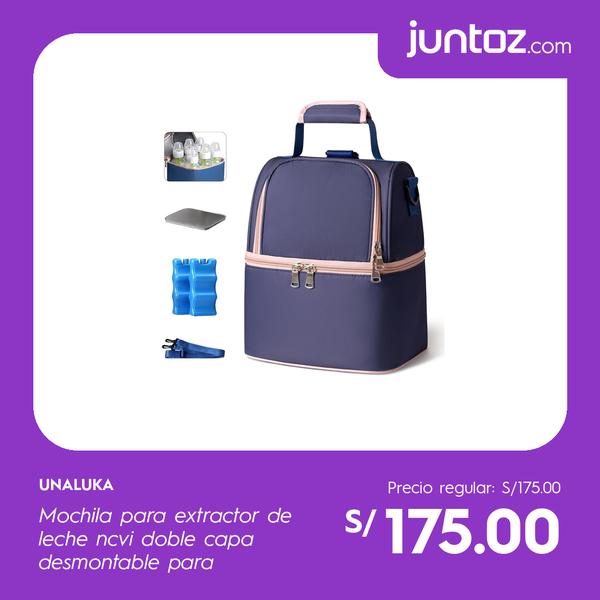 juntoz.com
UNALUKA
Mochila para extractor de
leche ncvi doble capa
desmontable para
Precio regular: S/175.00
S/ 175.00